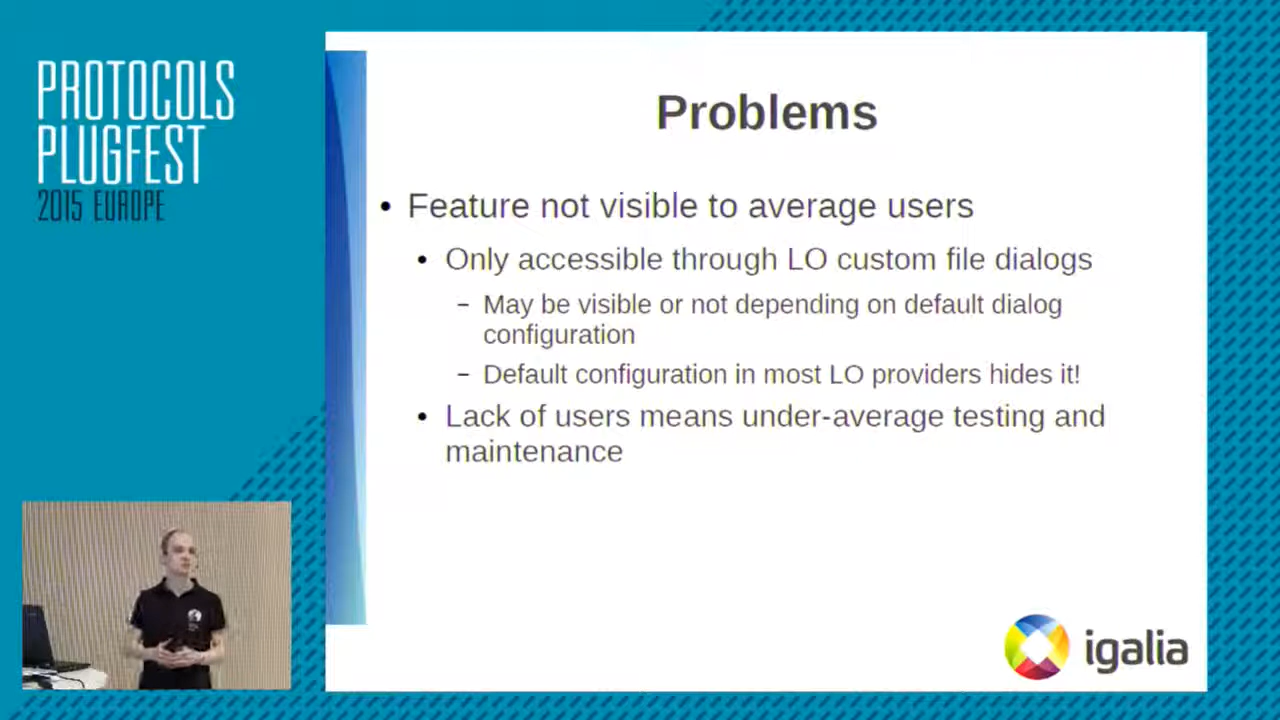 PROTOCOLS
PLUGFEST
2015 EUROPE
Problems
• Feature not visible to average users
• Only accessible through LO custom file dialogs
– May be visible or not depending on default dialog
configuration
– Default configuration in most LO providers hides it!
• Lack of users means under-average testing and
maintenance
igalia